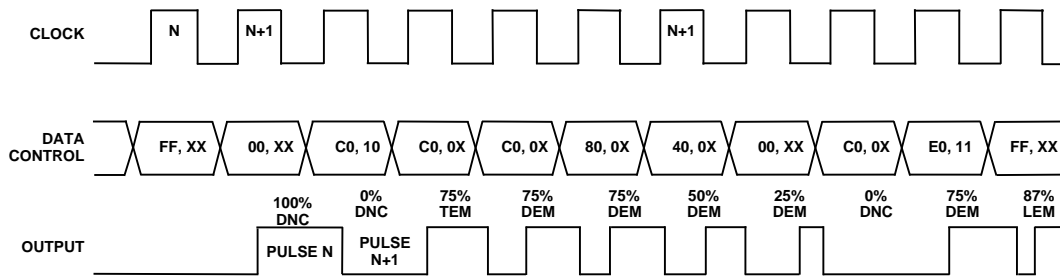 CLOCK
N
N+1
N+1
DATA
CONTROL
FF, XX
00, XX
C0, 10
C0, 0X
C0, 0X
80, 0X
40, 0X
00, XX
C0, 0X
E0, 11
FF, XX
100%
DNC
0%
DNC
75%
TEM
75%
DEM
75%
DEM
50%
DEM
25%
DEM
0%
DNC
75%
DEM
87%
LEM
OUTPUT
PULSE N
PULSE
N+1